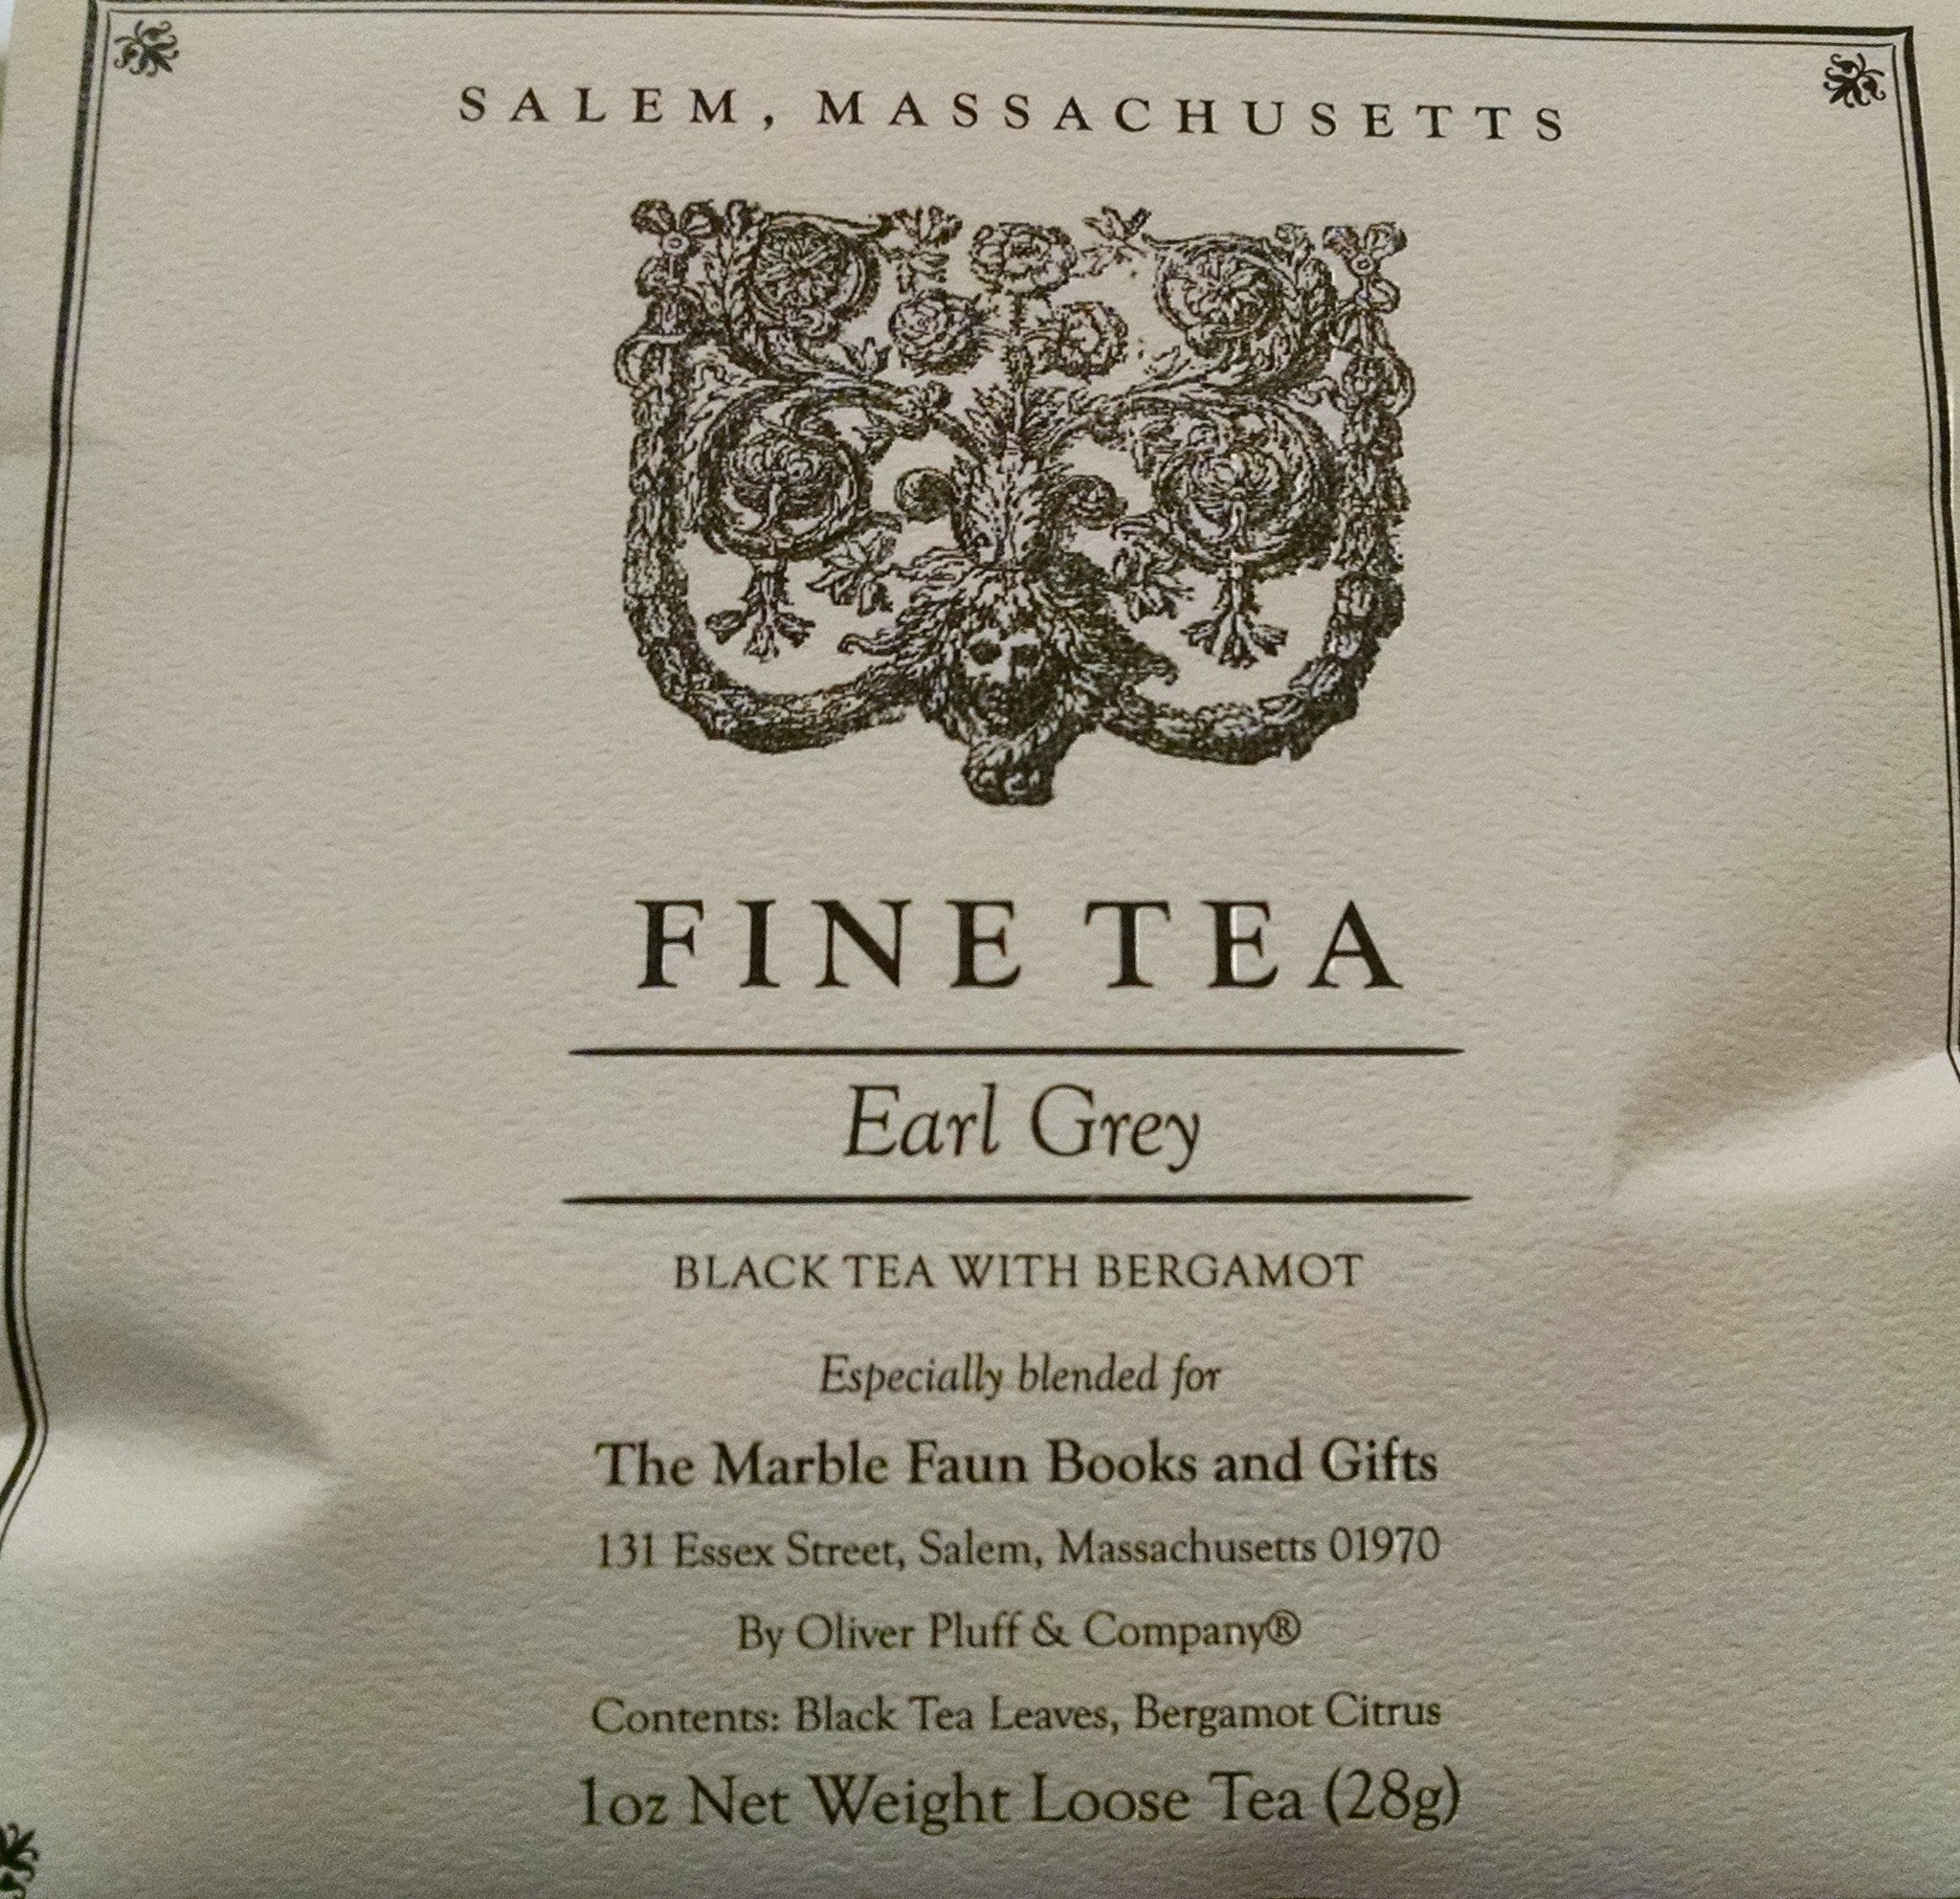 SALEM, MASSACHUSETTS
FINE TEA
Earl Grey
BLACK TEA WITH BERGAMOT
Especially blended for
The Marble Faun Books and Gifts
131 Essex Street, Salem, Massachusetts 01970
By Oliver Pluff & Company®
Contents: Black Tea Leaves, Bergamot Citrus
1oz Net Weight Loose Tea (28g)